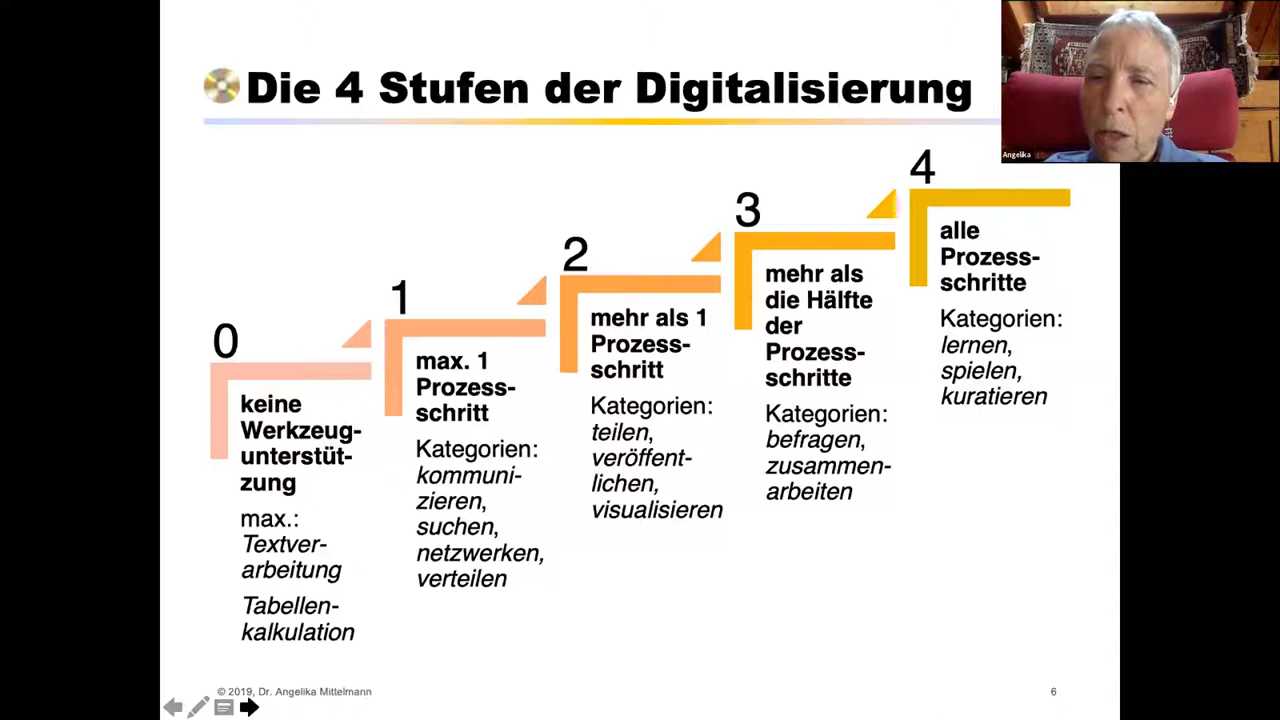 Die 4 Stufen der Digitalisierung
Angelika
0
keine
Werkzeug-
unterstüt-
zung
max.:
Textver-
arbeitung
Tabellen-
kalkulation
1
max. 1
Prozess-
schritt
Kategorien:
kommuni-
zieren,
suchen,
netzwerken,
verteilen
2
mehr als 1
Prozess-
schritt
Kategorien:
teilen,
veröffent-
lichen,
visualisieren
3
mehr als
die Hälfte
der
Prozess-
schritte
Kategorien:
befragen,
zusammen-
arbeiten
4
alle
Prozess-
schritte
Kategorien:
lernen,
spielen,
kuratieren
© 2019, Dr. Angelika Mittelmann
6